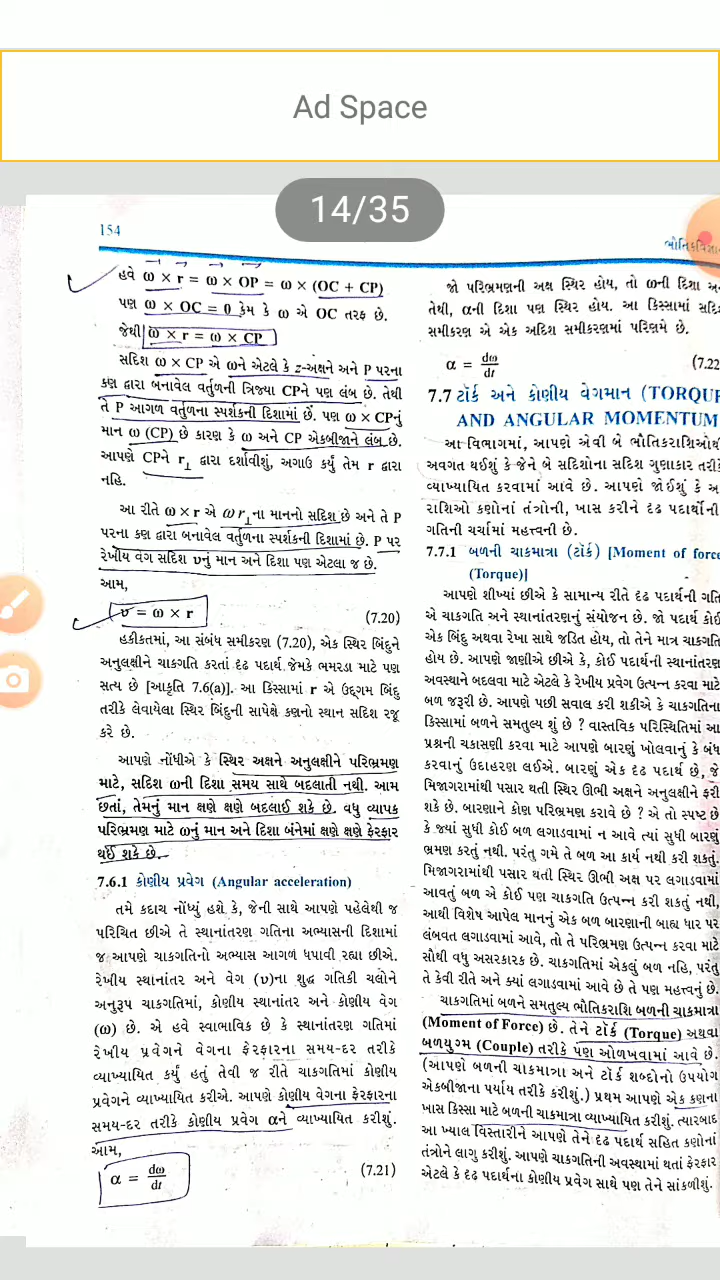 Ad Space
14/35
154
હવે ω × r = ω × OP = ω × (OC + CP)
પણ ω × OC = 0 કેમ કે ω એ OC તરફ છે.
જેથી ω × r = ω × CP
સદિશ ω × CP એ ωને એટલે કે z-અક્ષને અને P પરના
કણ દ્વારા બનાવેલ વર્તુળની ત્રિજ્યા CPને પણ લંબ છે. તેથી
તે P આગળ વર્તુળના સ્પર્શકની દિશામાં છે. પણ ω × CPનું
માન ω (CP) છે કારણ કે ω અને CP એકબીજાને લંબ છે.
આપણે CPને r⊥ દ્વારા દર્શાવીશું, અગાઉ કર્યું તેમ r દ્વારા
નહિ.
આ રીતે ω × r એ ωr⊥ના માનનો સદિશ છે અને તે P
પરના કણ દ્વારા બનાવેલ વર્તુળના સ્પર્શકની દિશામાં છે. P પર
રેખીય વેગ સદિશ υનું માન અને દિશા પણ એટલા જ છે.
આમ,
υ = ω × r (7.20)
હકીકતમાં, આ સંબંધ સમીકરણ (7.20), એક સ્થિર બિંદુને
અનુલક્ષીને ચાકગતિ કરતાં દૃઢ પદાર્થ જેમકે ભમરડા માટે પણ
સત્ય છે [આકૃતિ 7.6(a)]. આ કિસ્સામાં r એ ઉદ્ગમ બિંદુ
તરીકે લેવાયેલા સ્થિર બિંદુની સાપેક્ષે કણનો સ્થાન સદિશ રજૂ
કરે છે.
આપણે નોંધીએ કે સ્થિર અક્ષને અનુલક્ષીને પરિભ્રમણ
માટે, સદિશ ωની દિશા સમય સાથે બદલાતી નથી. આમ
છતાં, તેમનું માન ક્ષણે ક્ષણે બદલાઈ શકે છે. વધુ વ્યાપક
પરિભ્રમણ માટે ωનું માન અને દિશા બંનેમાં ક્ષણે ક્ષણે ફેરફાર
થઈ શકે છે.
7.6.1 કોણીય પ્રવેગ (Angular acceleration)
તમે કદાચ નોંધ્યું હશે કે, જેની સાથે આપણે પહેલેથી જ
પરિચિત છીએ તે સ્થાનાંતરણ ગતિના અભ્યાસની દિશામાં
જ આપણે ચાકગતિનો અભ્યાસ આગળ ધપાવી રહ્યા છીએ.
રેખીય સ્થાનાંતર અને વેગ (υ)ના શુદ્ધ ગતિકી ચલોને
અનુરૂપ ચાકગતિમાં, કોણીય સ્થાનાંતર અને કોણીય વેગ
(ω) છે. એ હવે સ્વાભાવિક છે કે સ્થાનાંતરણ ગતિમાં
રેખીય પ્રવેગને વેગના ફેરફારના સમય-દર તરીકે
વ્યાખ્યાયિત કર્યું હતું તેવી જ રીતે ચાકગતિમાં કોણીય
પ્રવેગને વ્યાખ્યાયિત કરીએ. આપણે કોણીય વેગના ફેરફારના
સમય-દર તરીકે કોણીય પ્રવેગ αને વ્યાખ્યાયિત કરીશું.
આમ,
α = dω/dt (7.21)
ભૌતિકવિજ્ઞાન
જો પરિભ્રમણની અક્ષ સ્થિર હોય, તો ωની દિશા અને
તેથી, αની દિશા પણ સ્થિર હોય. આ કિસ્સામાં સદિશ
સમીકરણ એ એક અદિશ સમીકરણમાં પરિણમે છે.
α = dω/dt (7.22
7.7 ટૉર્ક અને કોણીય વેગમાન (TORQUE
AND ANGULAR MOMENTUM
આ વિભાગમાં, આપણે એવી બે ભૌતિકરાશિઓથી
અવગત થઈશું કે જેને બે સદિશોના સદિશ ગુણાકાર તરીકે
વ્યાખ્યાયિત કરવામાં આવે છે. આપણે જોઈશું કે આ
રાશિઓ કણોનાં તંત્રોની, ખાસ કરીને દૃઢ પદાર્થોની
ગતિની ચર્ચામાં મહત્ત્વની છે.
7.7.1 બળની ચાકમાત્રા (ટૉર્ક) [Moment of force
(Torque)]
આપણે શીખ્યાં છીએ કે સામાન્ય રીતે દૃઢ પદાર્થની ગતિ
એ ચાકગતિ અને સ્થાનાંતરણનું સંયોજન છે. જો પદાર્થ કોઈ
એક બિંદુ અથવા રેખા સાથે જડિત હોય, તો તેને માત્ર ચાકગતિ
હોય છે. આપણે જાણીએ છીએ કે, કોઈ પદાર્થની સ્થાનાંતરણ
અવસ્થાને બદલવા માટે એટલે કે રેખીય પ્રવેગ ઉત્પન્ન કરવા માટે
બળ જરૂરી છે. આપણે પછી સવાલ કરી શકીએ કે ચાકગતિના
કિસ્સામાં બળને સમતુલ્ય શું છે ? વાસ્તવિક પરિસ્થિતિમાં આ
પ્રશ્નની ચકાસણી કરવા માટે આપણે બારણું ખોલવાનું કે બંધ
કરવાનું ઉદાહરણ લઈએ. બારણું એક દૃઢ પદાર્થ છે, જે
મિજાગરામાંથી પસાર થતી સ્થિર ઊભી અક્ષને અનુલક્ષીને ફરી
શકે છે. બારણાને કોણ પરિભ્રમણ કરાવે છે ? એ તો સ્પષ્ટ છે
કે જ્યાં સુધી કોઈ બળ લગાડવામાં ન આવે ત્યાં સુધી બારણું
ભ્રમણ કરતું નથી. પરંતુ ગમે તે બળ આ કાર્ય નથી કરી શકતું.
મિજાગરામાંથી પસાર થતી સ્થિર ઊભી અક્ષ પર લગાડવામાં
આવતું બળ એ કોઈ પણ ચાકગતિ ઉત્પન્ન કરી શકતું નથી,
આથી વિશેષ આપેલ માનનું એક બળ બારણાની બાહ્ય ધાર પર
લંબવત લગાડવામાં આવે, તો તે પરિભ્રમણ ઉત્પન્ન કરવા માટે
સૌથી વધુ અસરકારક છે. ચાકગતિમાં એકલું બળ નહિ, પરંતુ
તે કેવી રીતે અને ક્યાં લગાડવામાં આવે છે તે પણ મહત્ત્વનું છે.
ચાકગતિમાં બળને સમતુલ્ય ભૌતિકરાશિ બળની ચાકમાત્રા
(Moment of Force) છે. તેને ટૉર્ક (Torque) અથવા
બળયુગ્મ (Couple) તરીકે પણ ઓળખવામાં આવે છે.
(આપણે બળની ચાકમાત્રા અને ટૉર્ક શબ્દોનો ઉપયોગ
એકબીજાના પર્યાય તરીકે કરીશું.) પ્રથમ આપણે એક કણના
ખાસ કિસ્સા માટે બળની ચાકમાત્રા વ્યાખ્યાયિત કરીશું. ત્યારબાદ
આ ખ્યાલ વિસ્તારીને આપણે તેને દૃઢ પદાર્થ સહિત કણોનાં
તંત્રોને લાગુ કરીશું. આપણે ચાકગતિની અવસ્થામાં થતાં ફેરફાર
એટલે કે દૃઢ પદાર્થના કોણીય પ્રવેગ સાથે પણ તેને સાંકળીશું.